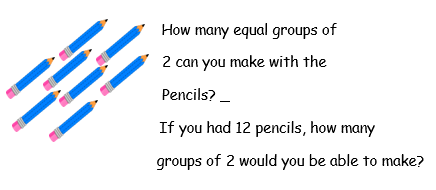 How many equal groups of
2 can you make with the
Pencils? _
If you had 12 pencils, how many
groups of 2 would you be able to make?